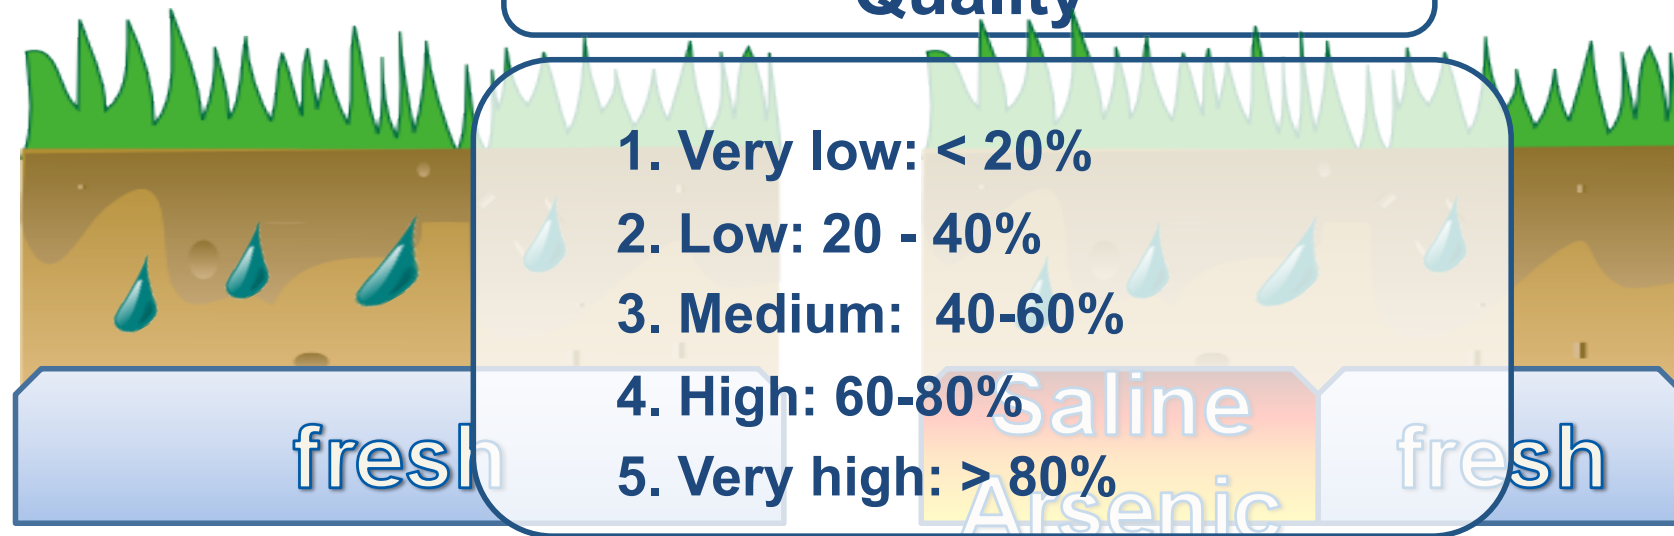 Quality
1. Very low: < 20%
2. Low: 20 - 40%
3. Medium:  40-60%
4. High: 60-80%
5. Very high: > 80%
fresh
Saline
Arsenic
fresh